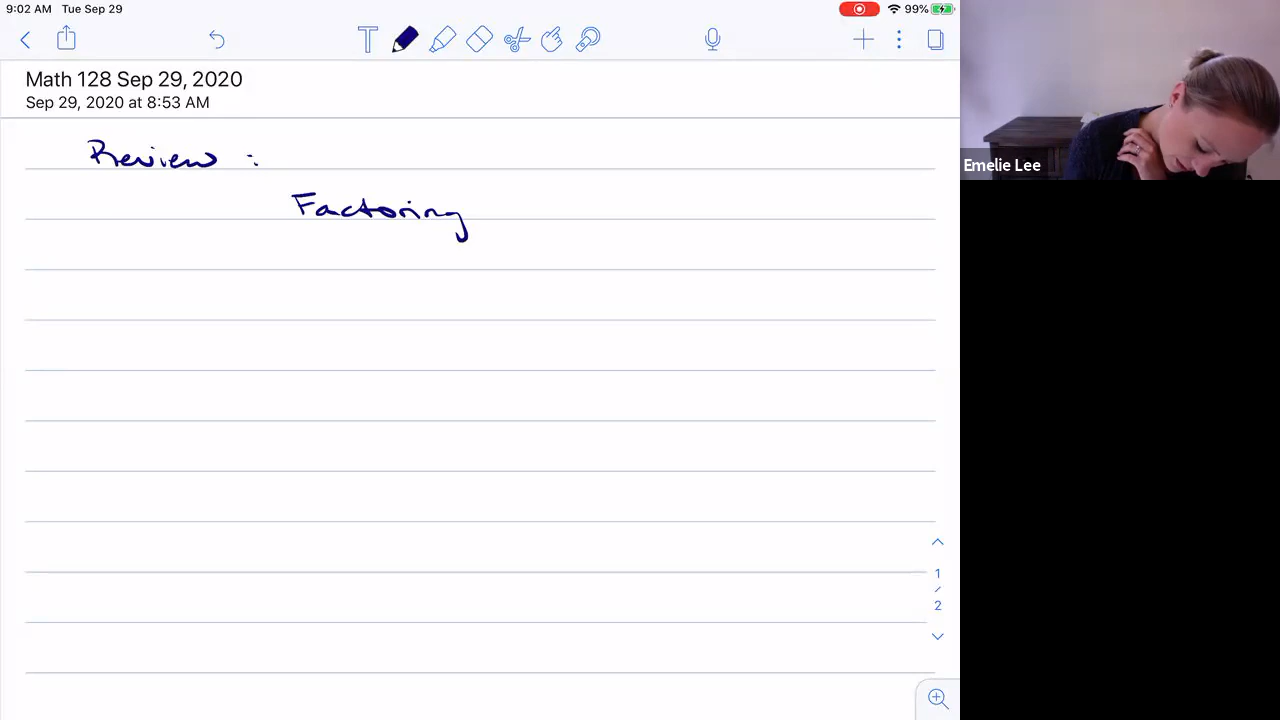 9:02 AM Tue Sep 29
99%
T
Math 128 Sep 29, 2020
Sep 29, 2020 at 8:53 AM
Review :
Factoring
Emelie Lee
1
/
2